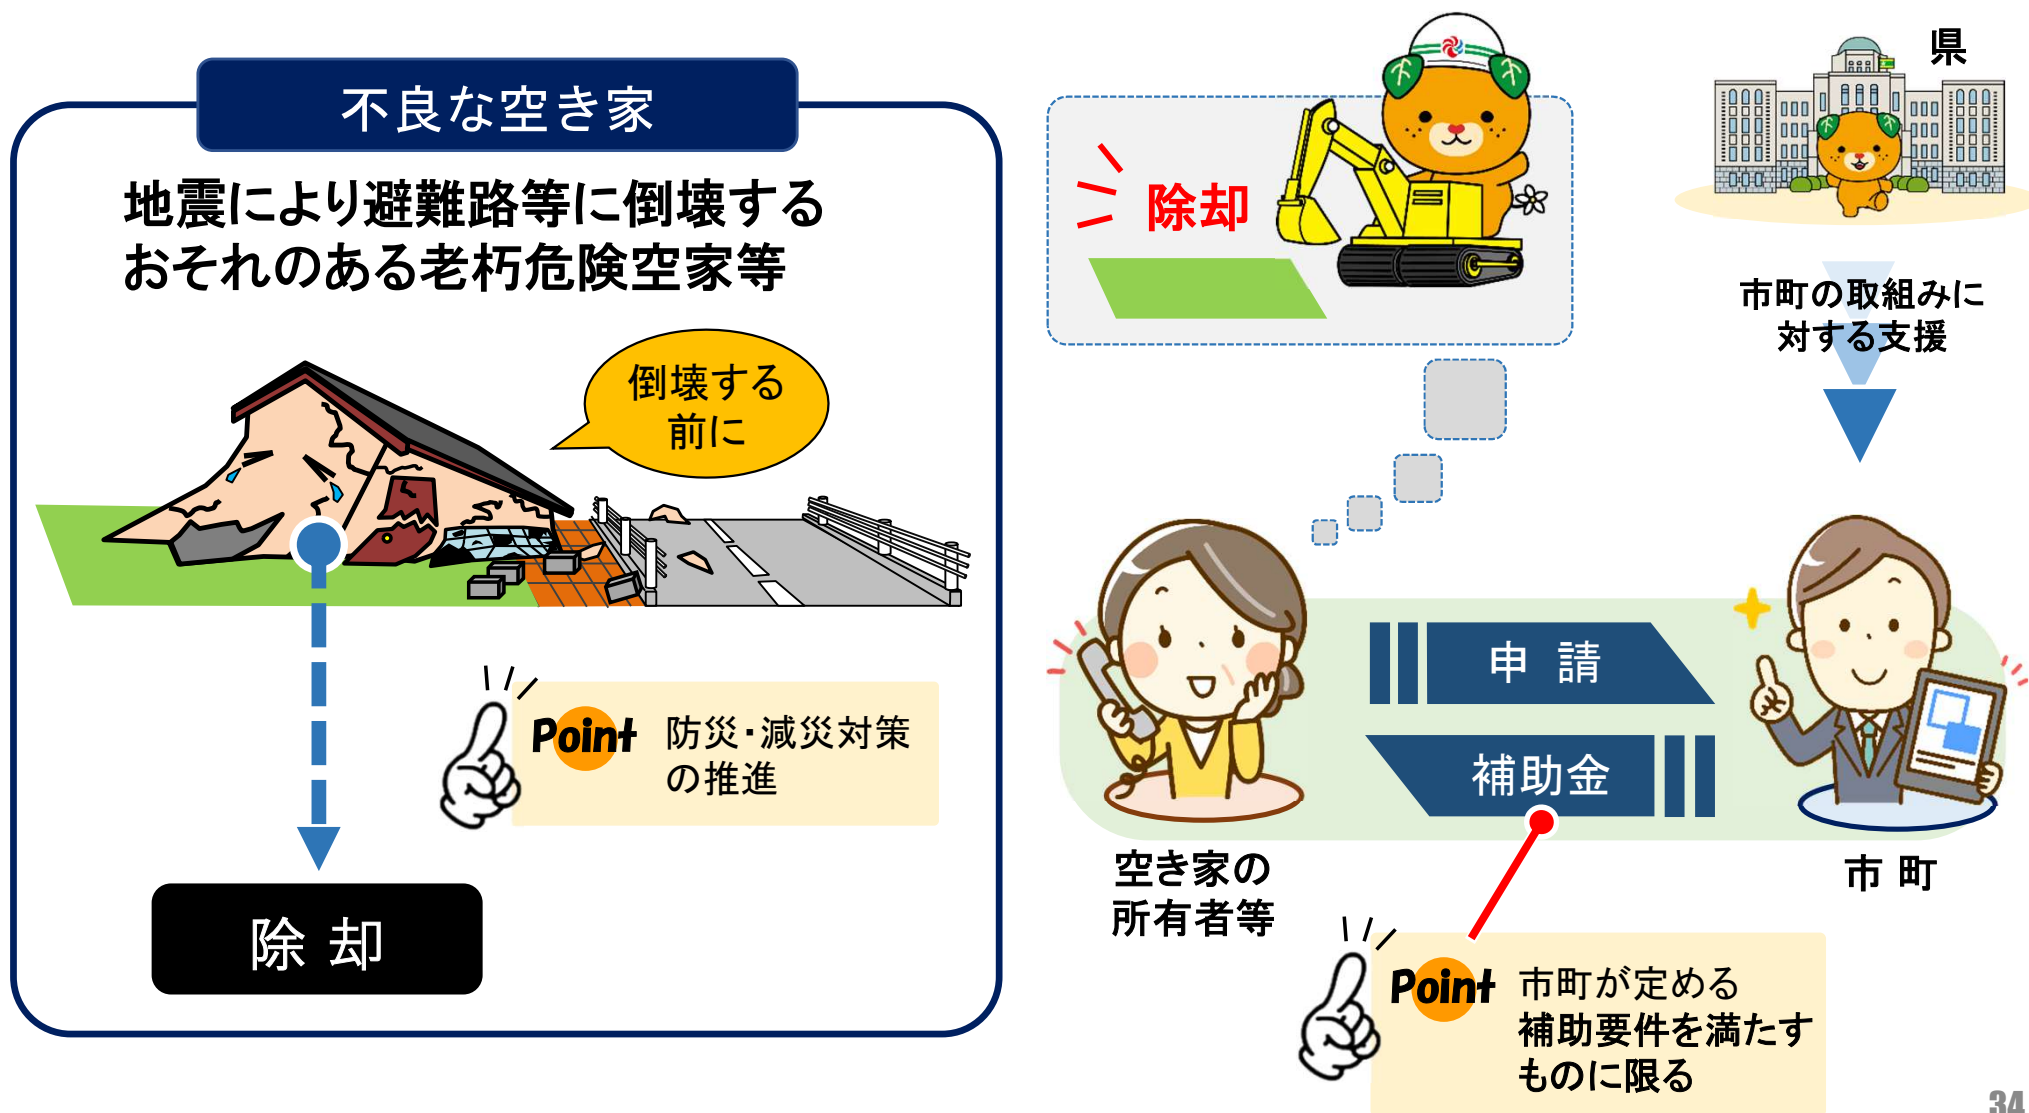 不良な空き家
地震により避難路等に倒壊する
おそれのある老朽危険空家等
倒壊する
前に
Point 防災・減災対策
の推進
除 却
除却
県
市町の取組みに
対する支援
申 請
補助金
空き家の
所有者等
市 町
Point 市町が定める
補助要件を満たす
ものに限る
34